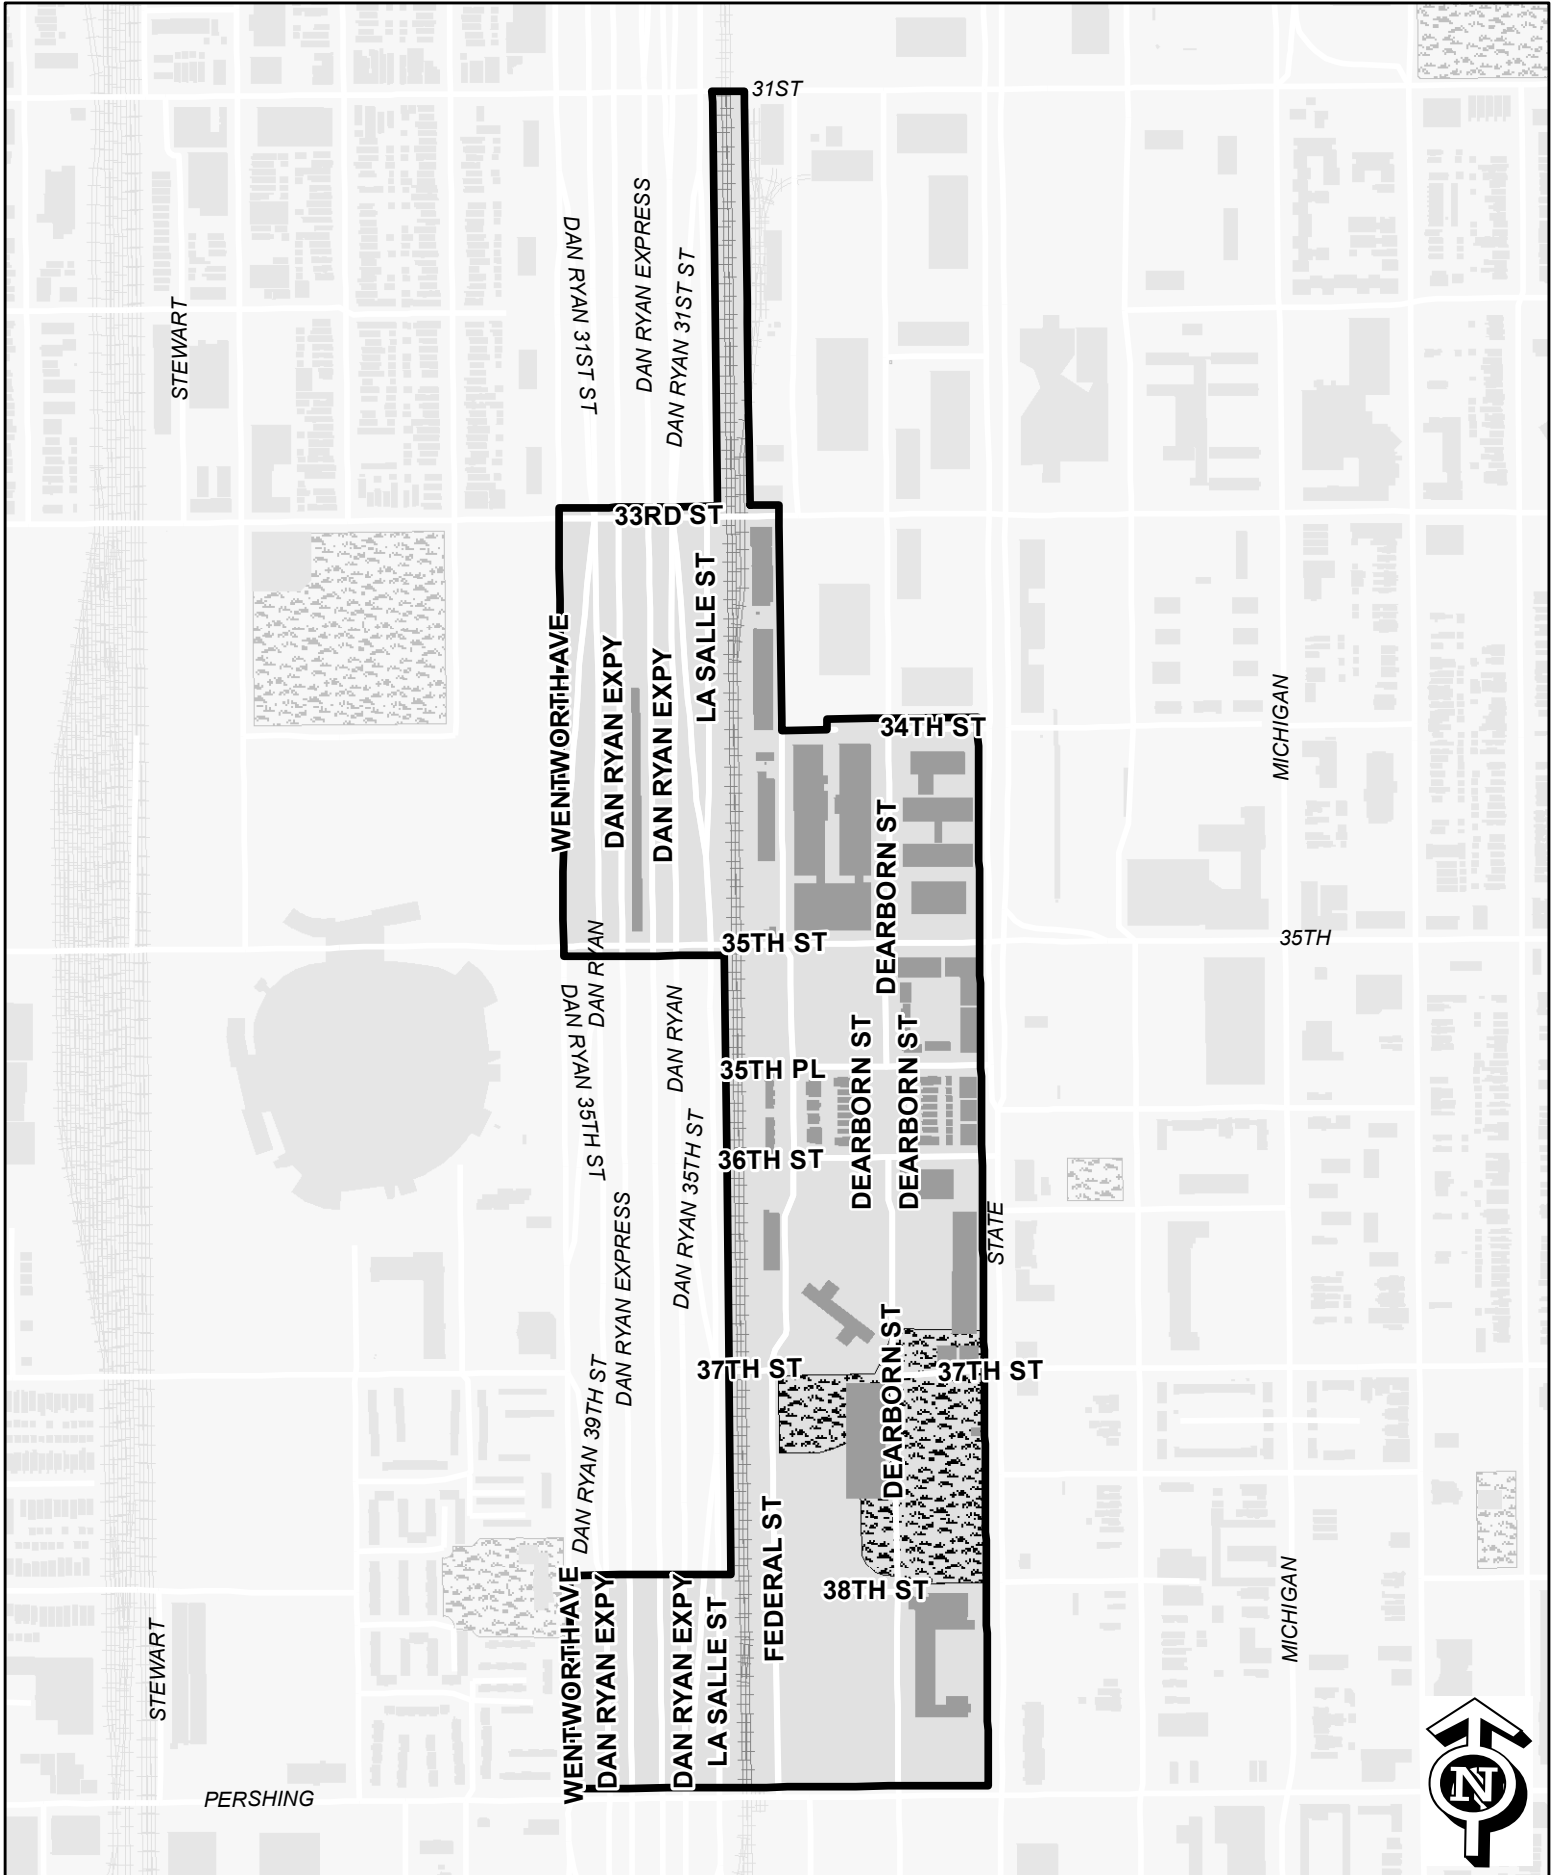 31ST
DAN RYAN 31ST ST
DAN RYAN EXPRESS
DAN RYAN 31ST ST
STEWART
33RD ST
WENTWORTH AVE
DAN RYAN EXPY
DAN RYAN EXPY
LA SALLE ST
34TH ST
MICHIGAN
DEARBORN ST
35TH ST
35TH
DAN RYAN
DAN RYAN 35TH ST
DAN RYAN
35TH PL
DEARBORN ST
DEARBORN ST
36TH ST
DAN RYAN 35TH ST
DAN RYAN EXPRESS
STATE
DEARBORN ST
37TH ST
37TH ST
DAN RYAN 39TH ST
FEDERAL ST
38TH ST
WENTWORTH AVE
DAN RYAN EXPY
DAN RYAN EXPY
LA SALLE ST
MICHIGAN
STEWART
PERSHING
N